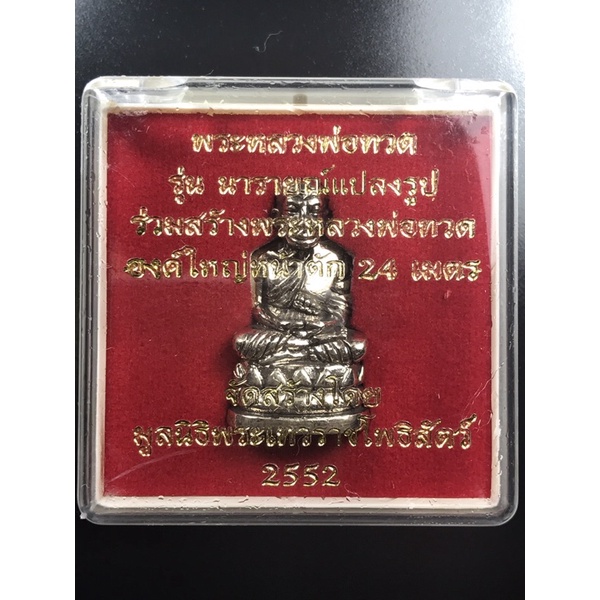 พระหลวงพ่อทวด
รุ่น นารายณ์แปลงรูป
ร่วมสร้างพระหลวงพ่อทวด
องค์ใหญ่หน้าตัก 24 เมตร
จัดสร้างโดย
มูลนิธิพระเทวราชโพธิสัตว์
2552